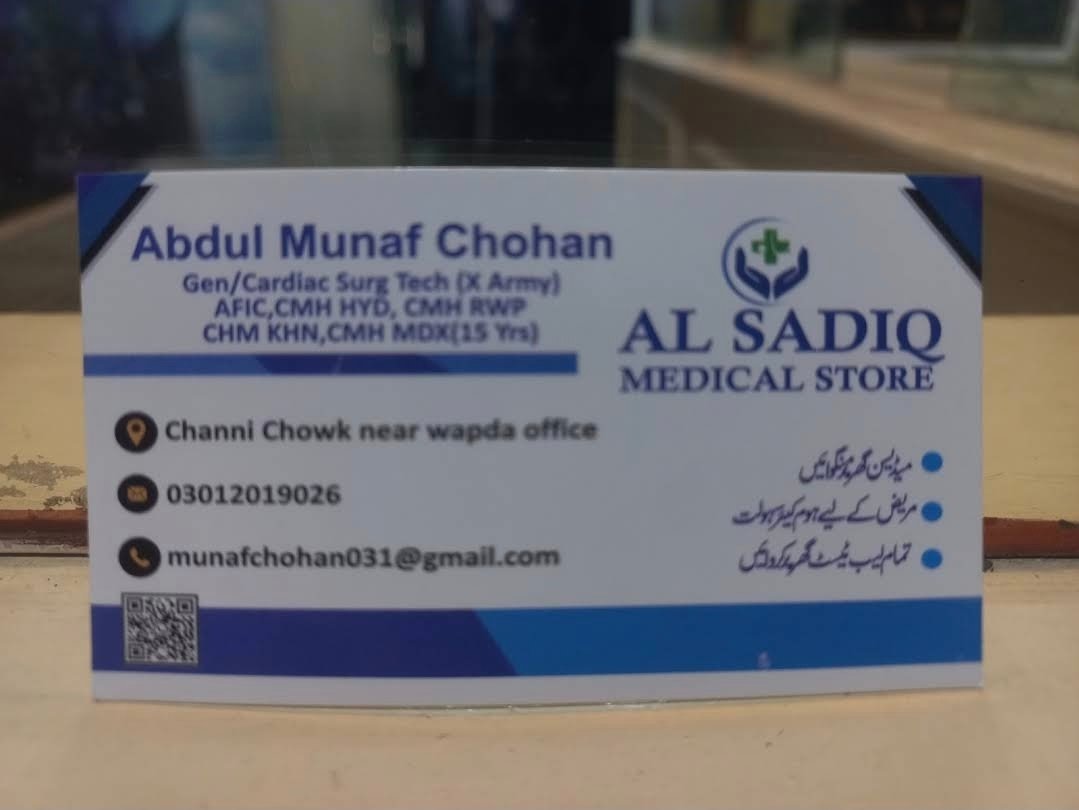 Abdul Munaf Chohan
Gen/Cardiac Surg Tech (X Army)
AFIC,CMH HYD, CMH RWP
CHM KHN,CMH MDX(15 Yrs)
AL SADIQ
MEDICAL STORE
Channi Chowk near wapda office
03012019026
munafchohan031@gmail.com
میڈیسن گھر پر منگوائیں
مریض کے لیے ہوم کیئر سہولت
تمام لیب ٹیسٹ گھر پر کروائیں